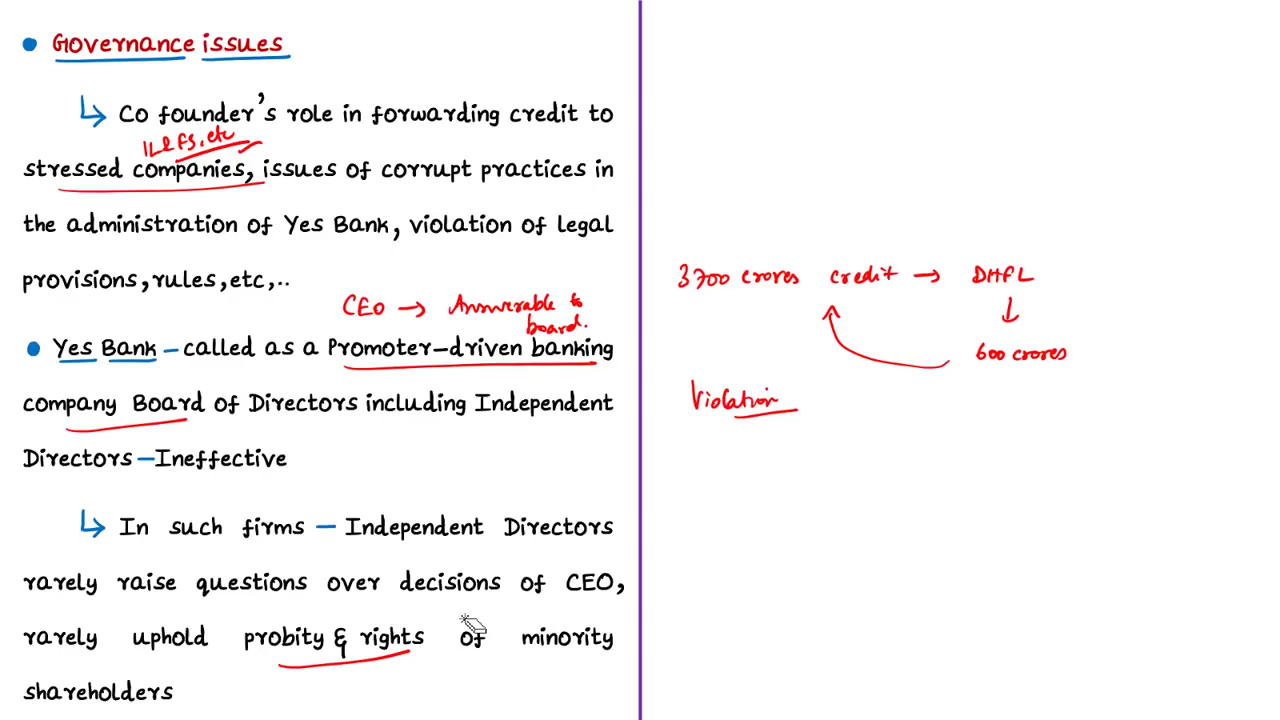 Governance issues
Co founder's role in forwarding credit to
IL&FS, etc
stressed companies, issues of corrupt practices in
the administration of Yes Bank, violation of legal
provisions, rules, etc,..
CEO → Answerable to
board.
Yes Bank – called as a Promoter-driven banking
company Board of Directors including Independent
Directors – Ineffective
In such firms – Independent Directors
rarely raise questions over decisions of CEO,
rarely uphold probity & rights of minority
shareholders
3700 crores credit → DHFL
600 crores
Violation